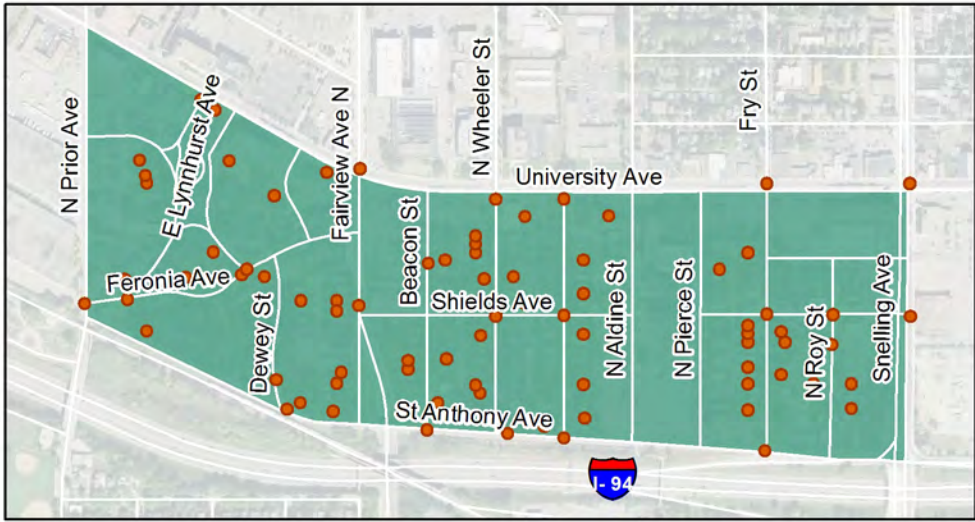 N Prior Ave
E Lynnhurst Ave
Fairview Ave N
N Wheeler St
Fry St
University Ave
Beacon St
Feronia Ave
Shields Ave
Dewey St
N Aldine St
N Pierce St
N Roy St
Snelling Ave
St Anthony Ave
I- 94